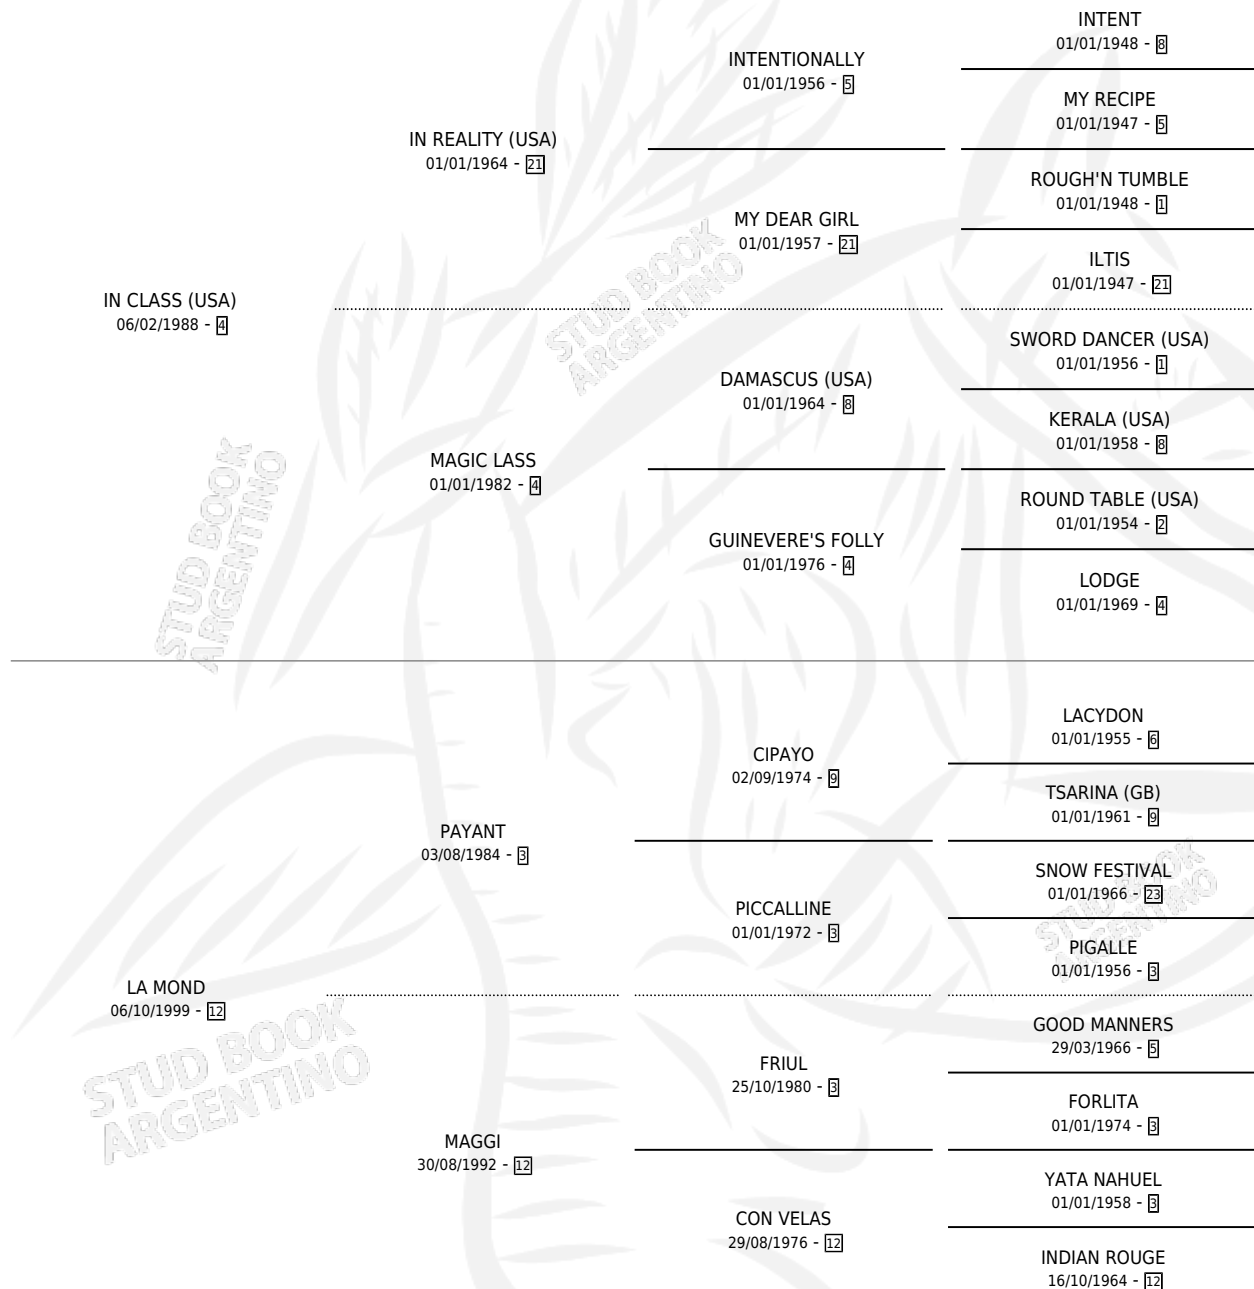 INTENT
01/01/1948 - 8
INTENTIONALLY
01/01/1956 - 5
MY RECIPE
01/01/1947 - 5
IN REALITY (USA)
01/01/1964 - 21
ROUGH'N TUMBLE
01/01/1948 - 1
MY DEAR GIRL
01/01/1957 - 21
ILTIS
01/01/1947 - 21
IN CLASS (USA)
06/02/1988 - 4
SWORD DANCER (USA)
01/01/1956 - 1
DAMASCUS (USA)
01/01/1964 - 8
KERALA (USA)
01/01/1958 - 8
MAGIC LASS
01/01/1982 - 4
ROUND TABLE (USA)
01/01/1954 - 2
GUINEVERE'S FOLLY
01/01/1976 - 4
LODGE
01/01/1969 - 4
LACYDON
01/01/1955 - 6
CIPAYO
02/09/1974 - 9
TSARINA (GB)
01/01/1961 - 9
PAYANT
03/08/1984 - 3
SNOW FESTIVAL
01/01/1966 - 23
PICCALLINE
01/01/1972 - 3
PIGALLE
01/01/1956 - 3
LA MOND
06/10/1999 - 12
GOOD MANNERS
29/03/1966 - 5
FRIUL
25/10/1980 - 3
FORLITA
01/01/1974 - 3
MAGGI
30/08/1992 - 12
YATA NAHUEL
01/01/1958 - 3
CON VELAS
29/08/1976 - 12
INDIAN ROUGE
16/10/1964 - 12
STUD BOOK
ARGENTINO
STUD BOOK
ARGENTINO
STUD BOOK
ARGENTINO
STUD BOOK
ARGENTINO